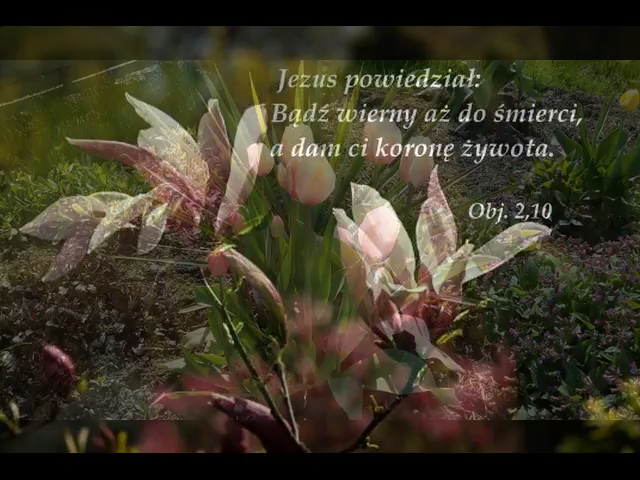 Jezus powiedział:
Bądź wierny aż do śmierci,
a dam ci koronę żywota.
Obj. 2,10